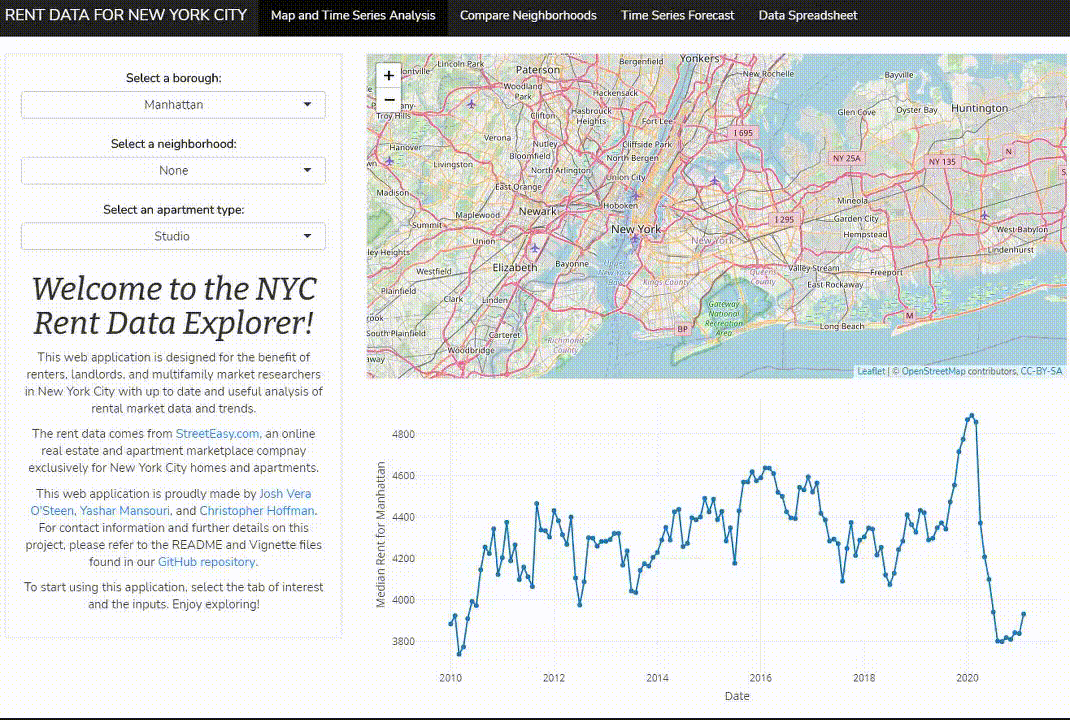 RENT DATA FOR NEW YORK CITY
Map and Time Series Analysis
Compare Neighborhoods
Time Series Forecast
Data Spreadsheet
Select a borough:
Manhattan
Select a neighborhood:
None
Select an apartment type:
Studio
Welcome to the NYC
Rent Data Explorer!
This web application is designed for the benefit of
renters, landlords, and multifamily market researchers
in New York City with up to date and useful analysis of
rental market data and trends.
The rent data comes from StreetEasy.com, an online
real estate and apartment marketplace compnay
exclusively for New York City homes and apartments.
This web application is proudly made by Josh Vera
O'Steen, Yashar Mansouri, and Christopher Hoffman.
For contact information and further details on this
project, please refer to the README and Vignette files
found in our GitHub repository.
To start using this application, select the tab of interest
and the inputs. Enjoy exploring!
+
−
Lincoln Park
Paterson
Bergenfield
Yonkers
New Rochelle
Bayville
Woodland
Park
Hackensack
Glen Cove
Oyster Bay
Huntington
Troy Hills
Clifton
Hasbrouck
Heights
Fort Lee
I 695
Verona
Nutley
Cliffside Park
Hanover
Livingston
Bloomfield
North Bergen
NY 25A
NY 135
N
North Arlington
Union City
Madison
East Orange
Hoboken
Mineola
Maplewood
Newark
I 295
Garden City
Summit
New York
Hempstead
West Babylon
Union
New York
Lindenhurst
ley Heights
Elizabeth
Bayonne
Upper
New York
Bay
Valley Stream
Freeport
Westfield
Kings County
Queens
County
East Rockaway
Plainfield
Clark
Linden
Gateway
National
Recreation
Area
M
South Plainfield
Carteret
BP
Long Beach
Woodbridge
Richmond
County
Leaflet | © OpenStreetMap contributors, CC-BY-SA
Median Rent for Manhattan
4800
4600
4400
4200
4000
3800
2010
2012
2014
2016
2018
2020
Date